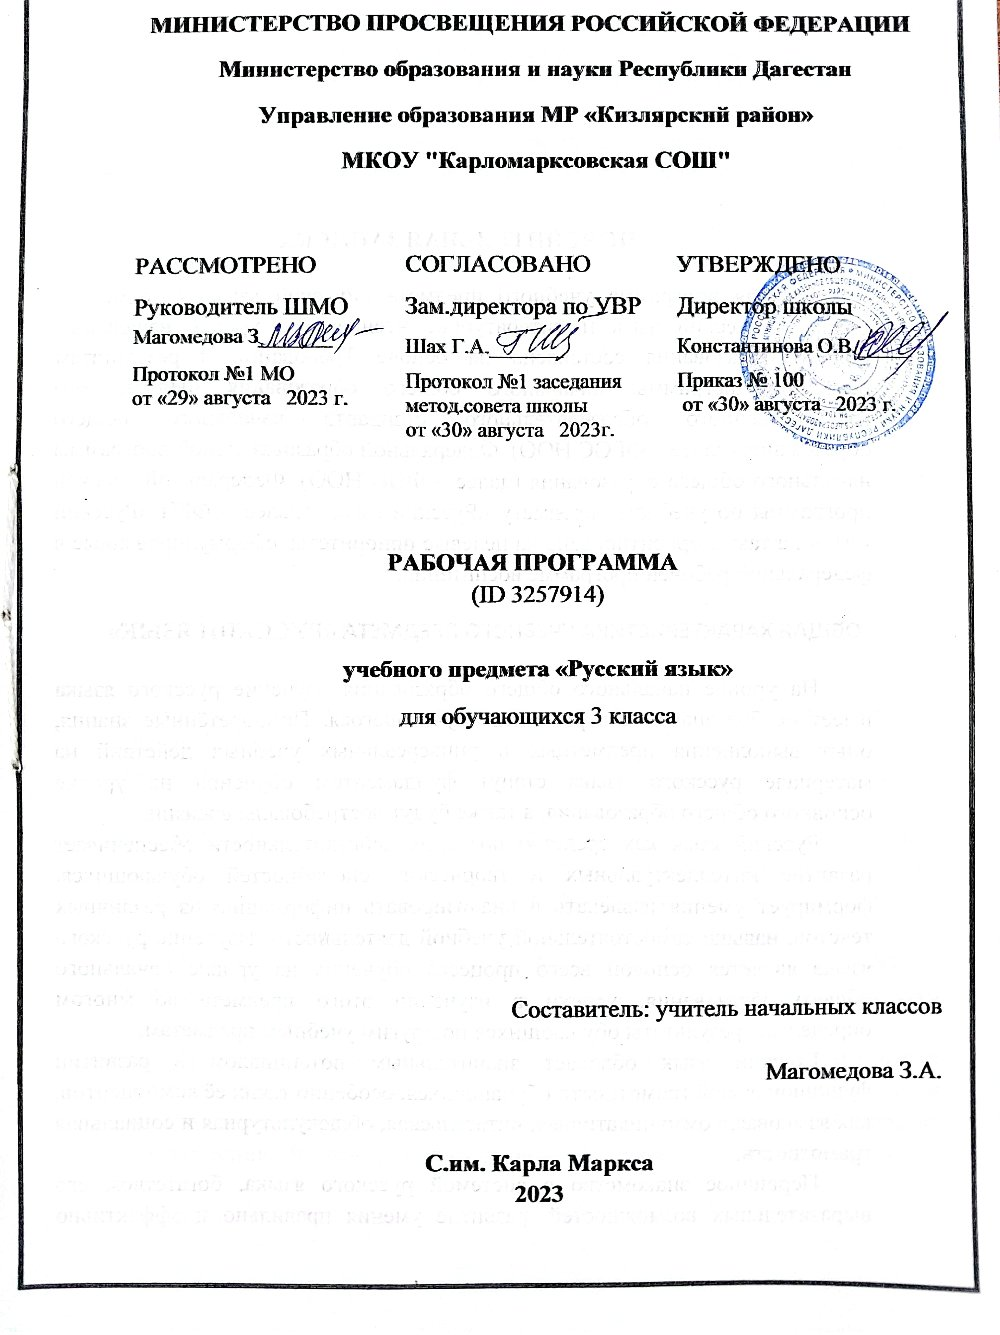 МИНИСТЕРСТВО ПРОСВЕЩЕНИЯ РОССИЙСКОЙ ФЕДЕРАЦИИ
Министерство образования и науки Республики Дагестан
Управление образования МР «Кизлярский район»
МКОУ "Карломарксовская СОШ"
РАССМОТРЕНО
Руководитель ШМО
Магомедова З.
Протокол №1 МО
от «29» августа 2023 г.
СОГЛАСОВАНО
Зам.директора по УВР
Шах Г.А.
Протокол №1 заседания
метод.совета школы
от «30» августа 2023г.
УТВЕРЖДЕНО
Директор школы
Константинова О.В.
Приказ № 100
от «30» августа 2023 г.
РАБОЧАЯ ПРОГРАММА
(ID 3257914)
учебного предмета «Русский язык»
для обучающихся 3 класса
Составитель: учитель начальных классов
Магомедова З.А.
С.им. Карла Маркса
2023